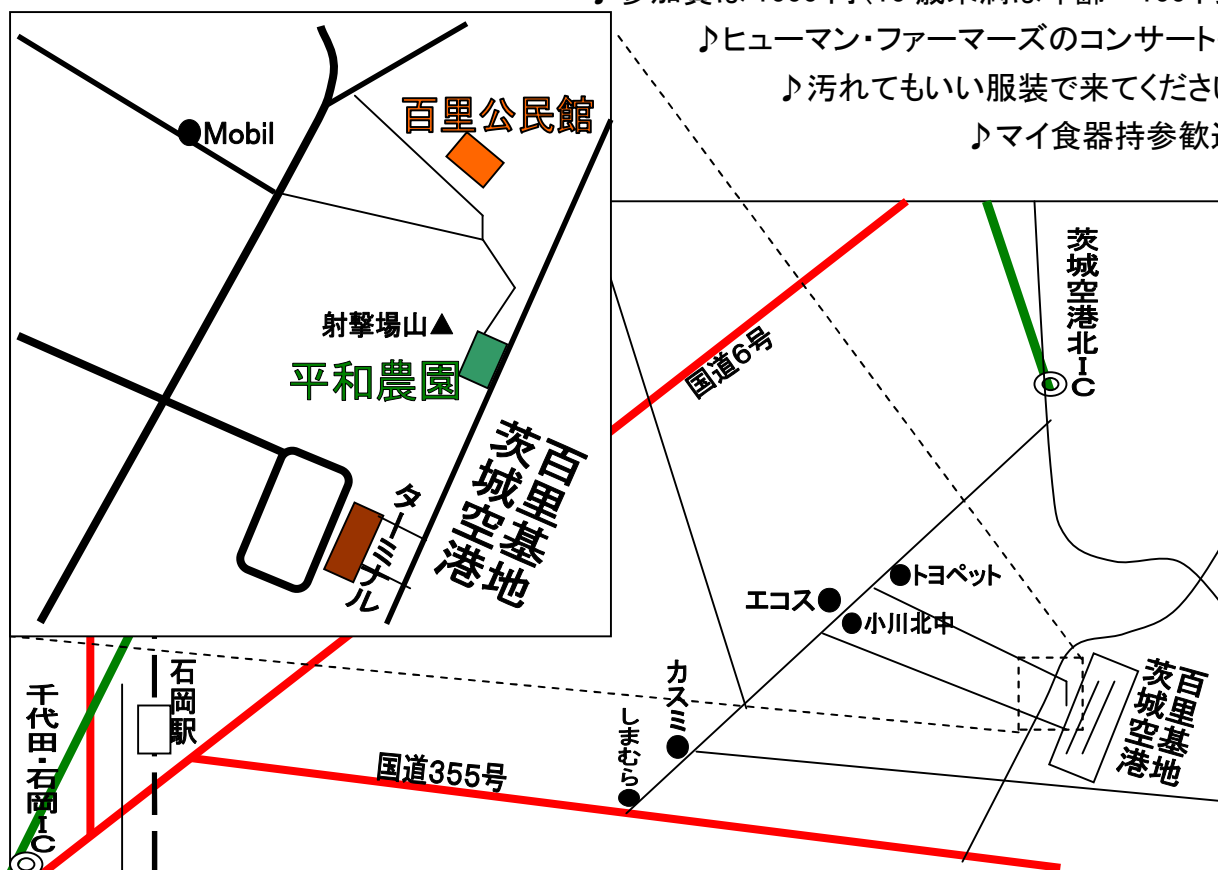 ♪ヒューマン・ファーマーズのコンサート
♪汚れてもいい服装で来てください
♪マイ食器持参歓迎
百里公民館
Mobil
射撃場山▲
平和農園
百里基地
茨城空港
ターミナル
国道6号
茨城空港北IC
トヨペット
エコス
小川北中
カスミ
しまむら
百里基地
茨城空港
石岡駅
千代田・石岡IC
国道355号